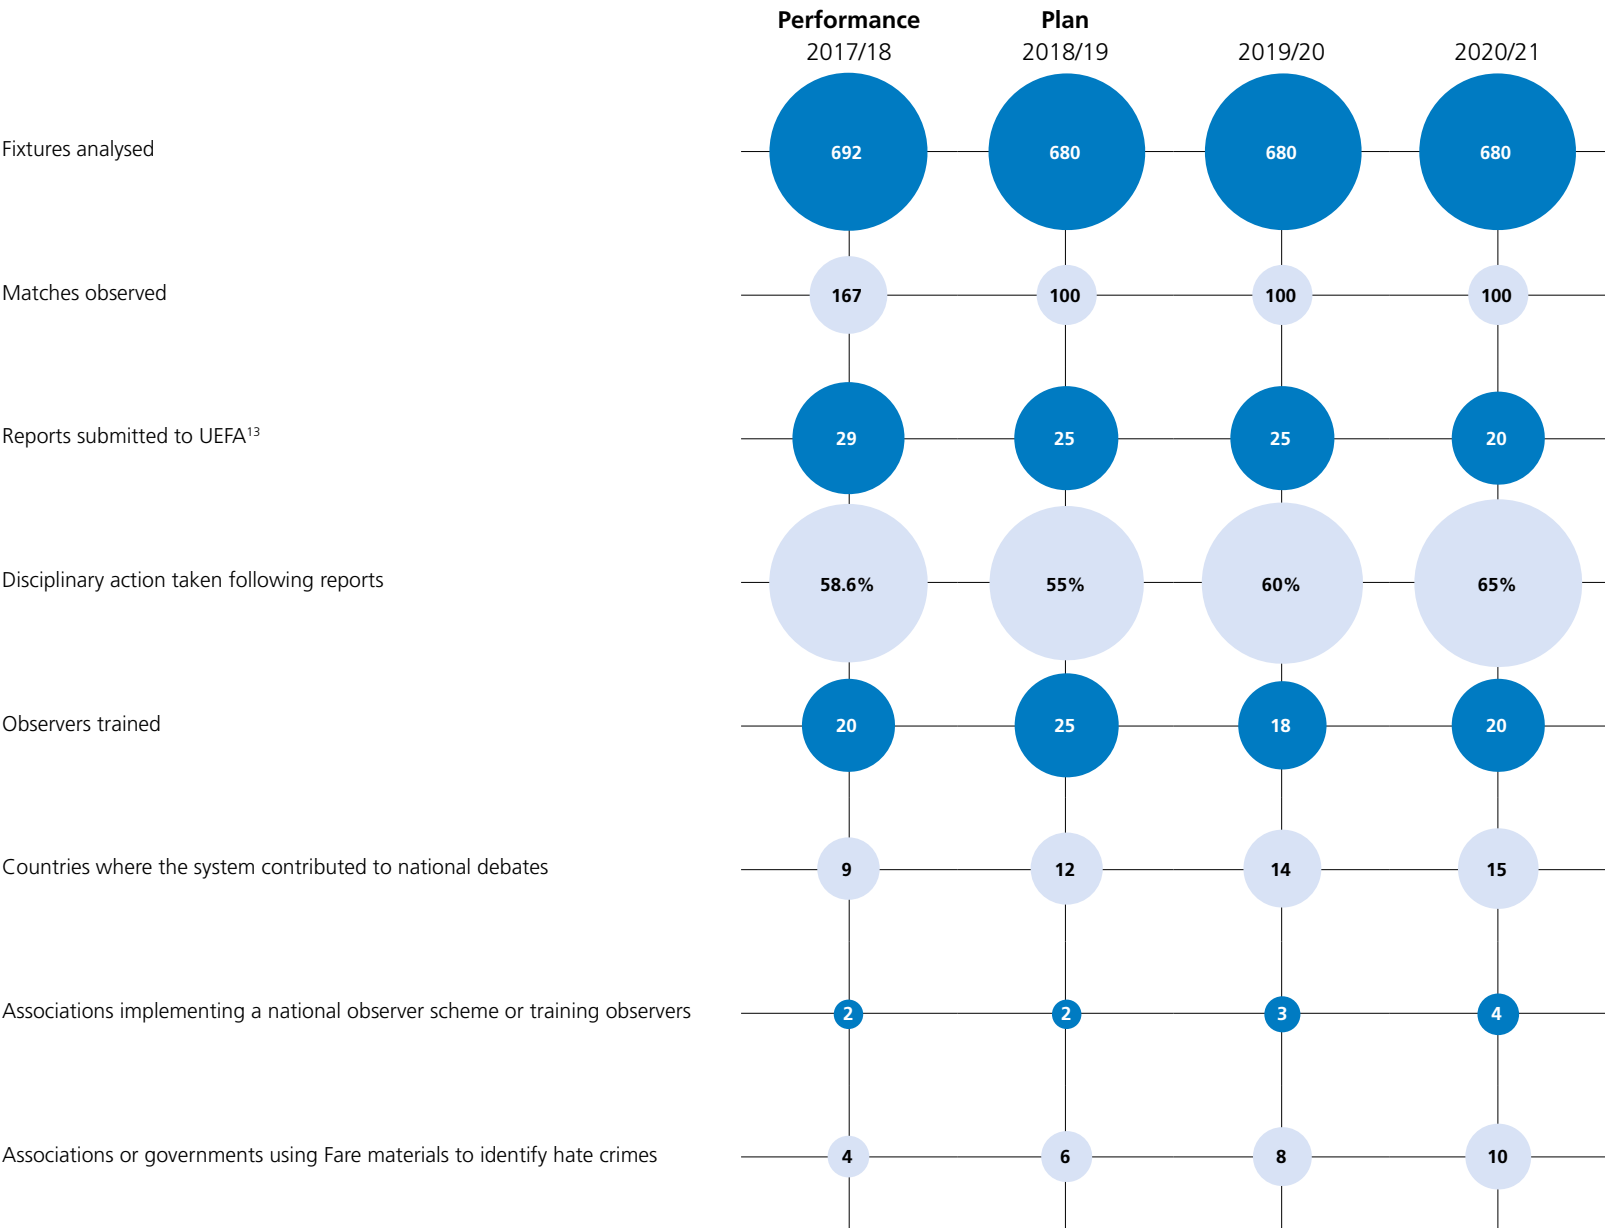 Performance Plan
2017/18 2018/19 2019/20 2020/21
Fixtures analysed 692 680 680 680
Matches observed 167 100 100 100
Reports submitted to UEFA¹³ 29 25 25 20
Disciplinary action taken following reports 58.6% 55% 60% 65%
Observers trained 20 25 18 20
Countries where the system contributed to national debates 9 12 14 15
Associations implementing a national observer scheme or training observers 2 2 3 4
Associations or governments using Fare materials to identify hate crimes 4 6 8 10